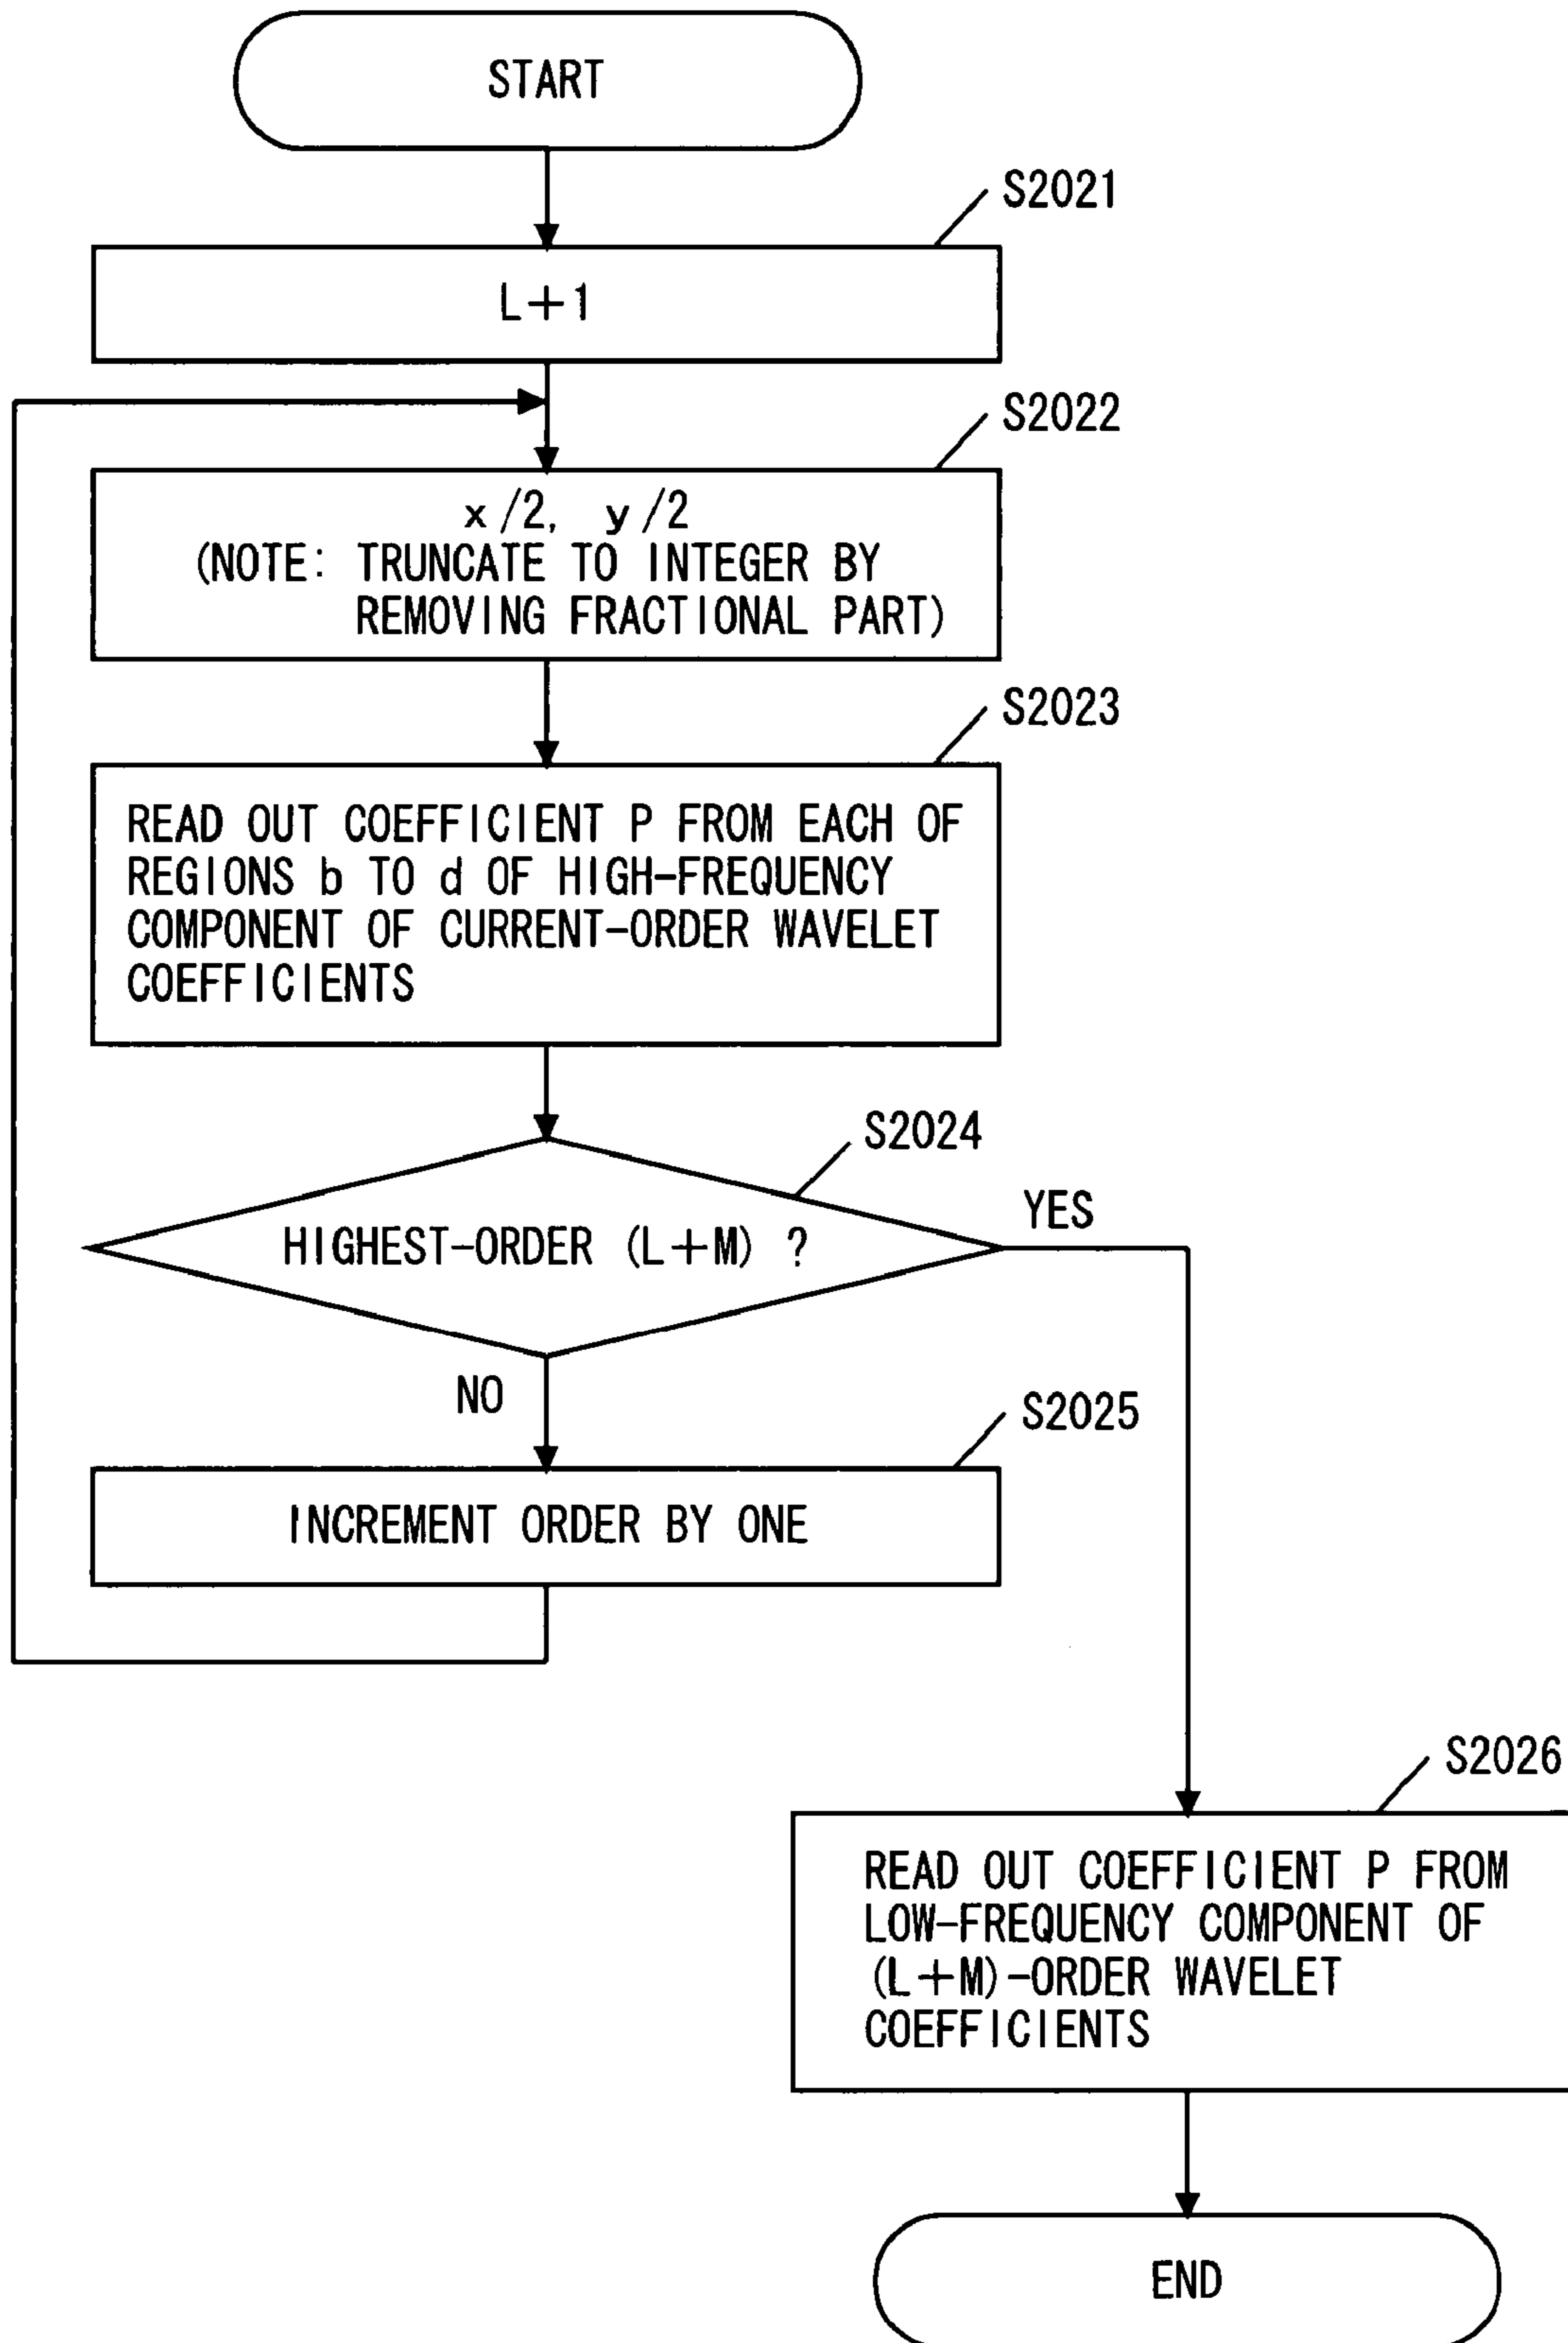 START
S2021
L+1
S2022
x/2, y/2
(NOTE: TRUNCATE TO INTEGER BY
REMOVING FRACTIONAL PART)
S2023
READ OUT COEFFICIENT P FROM EACH OF
REGIONS b TO d OF HIGH-FREQUENCY
COMPONENT OF CURRENT-ORDER WAVELET
COEFFICIENTS
S2024
HIGHEST-ORDER (L+M) ?
YES
NO
S2025
INCREMENT ORDER BY ONE
S2026
READ OUT COEFFICIENT P FROM
LOW-FREQUENCY COMPONENT OF
(L+M)-ORDER WAVELET
COEFFICIENTS
END